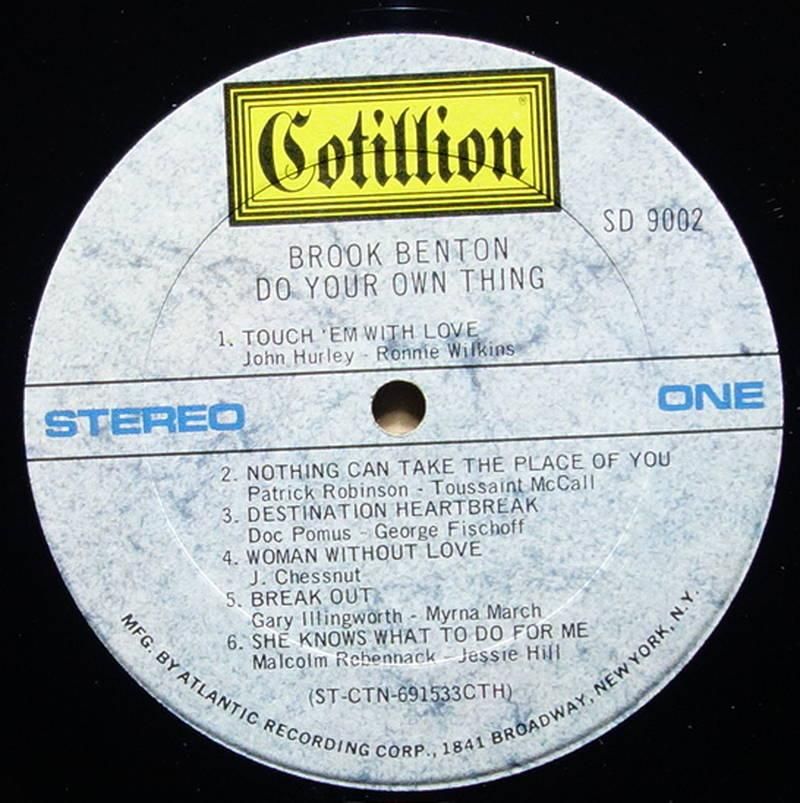 Cotillion®
SD 9002
BROOK BENTON
DO YOUR OWN THING
1. TOUCH 'EM WITH LOVE
John Hurley - Ronnie Wilkins
STEREO
ONE
2. NOTHING CAN TAKE THE PLACE OF YOU
Patrick Robinson - Toussaint McCall
3. DESTINATION HEARTBREAK
Doc Pomus - George Fischoff
4. WOMAN WITHOUT LOVE
J. Chessnut
5. BREAK OUT
Gary Illingworth - Myrna March
6. SHE KNOWS WHAT TO DO FOR ME
Malcolm Rebennack - Jessie Hill
(ST-CTN-691533CTH)
MFG. BY ATLANTIC RECORDING CORP., 1841 BROADWAY, NEW YORK, N.Y.